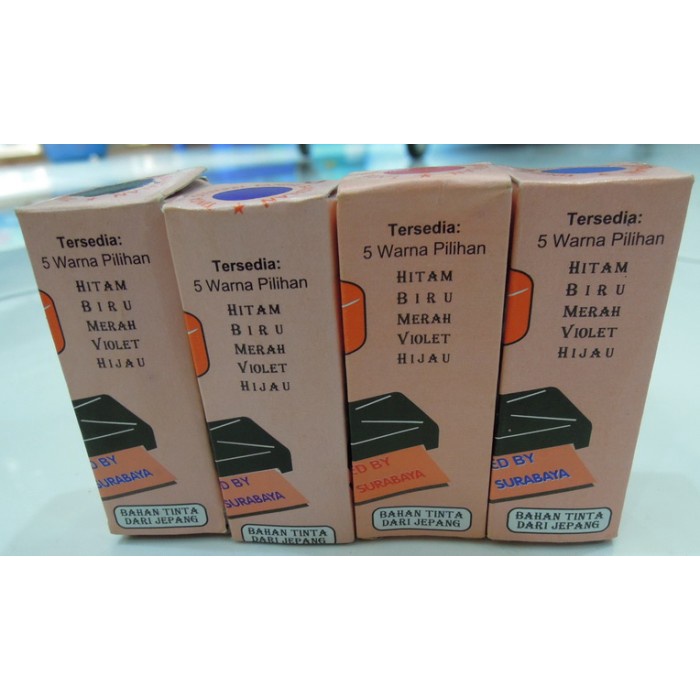 Tersedia:
5 Warna Pilihan
HITAM
BIRU
MERAH
VIOLET
HIJAU
D BY
SURABAYA
BAHAN TINTA
DARI JEPANG
Tersedia:
5 Warna Pilihan
HITAM
BIRU
MERAH
VIOLET
HIJAU
ED BY
SURABAYA
BAHAN TINTA
DARI JEPANG
Tersedia:
5 Warna Pilihan
HITAM
BIRU
MERAH
VIOLET
HIJAU
ED BY
SURABAYA
BAHAN TINTA
DARI JEPANG
Tersedia:
5 Warna Pilihan
HITAM
BIRU
MERAH
VIOLET
HIJAU
ED BY
SURABAYA
BAHAN TINTA
DARI JEPANG